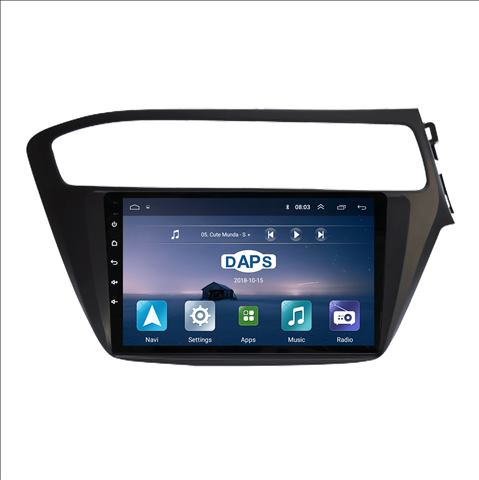 08:03
05. Cute Munda - S
DAPS
2018-10-15
Navi
Settings
Apps
Music
Radio